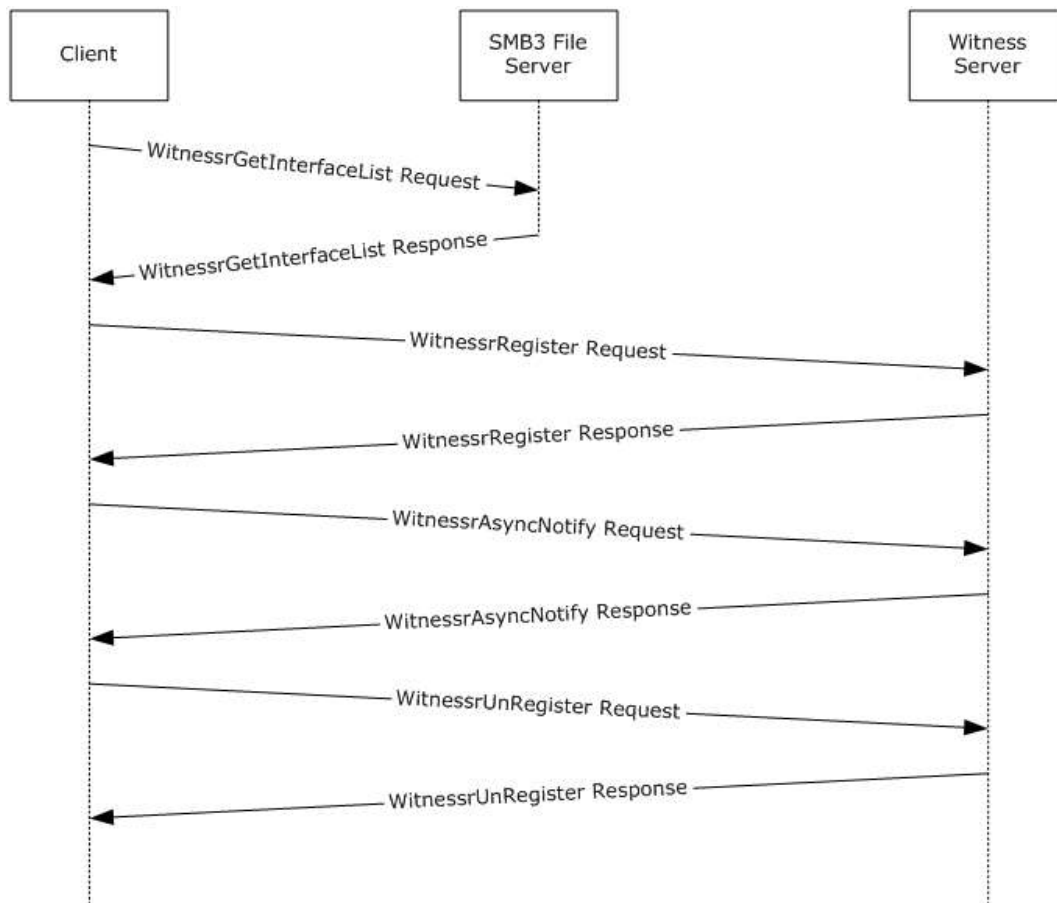 Client
SMB3 File
Server
Witness
Server
WitnessrGetInterfaceList Request
WitnessrGetInterfaceList Response
WitnessrRegister Request
WitnessrRegister Response
WitnessrAsyncNotify Request
WitnessrAsyncNotify Response
WitnessrUnRegister Request
WitnessrUnRegister Response